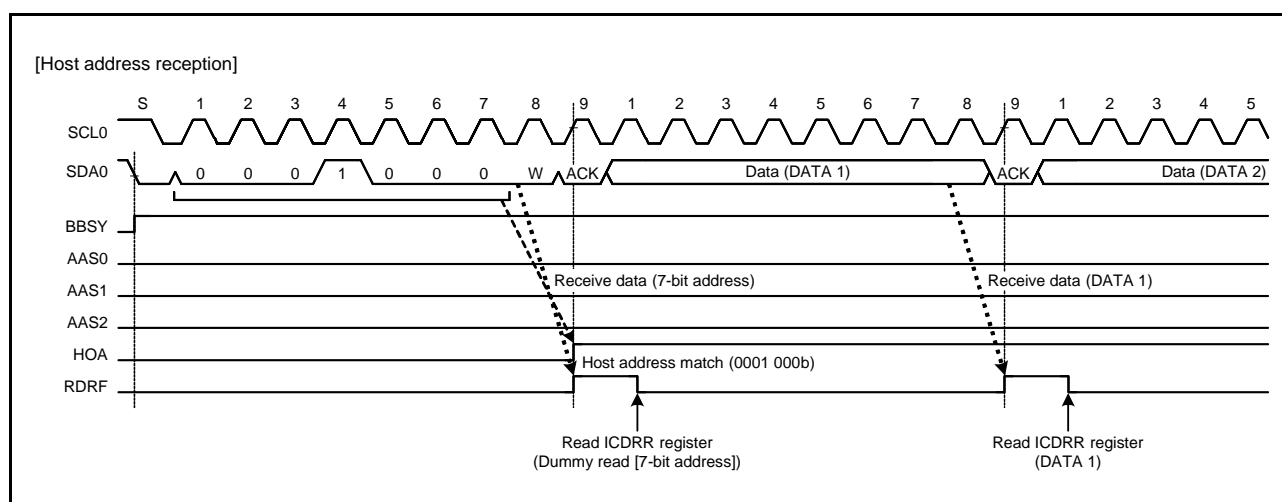 [Host address reception]
S 1 2 3 4 5 6 7 8 9 1 2 3 4 5 6 7 8 9 1 2 3 4 5
SCL0
SDA0 0 0 0 1 0 0 0 W ACK Data (DATA 1) ACK Data (DATA 2)
BBSY
AAS0
Receive data (7-bit address) Receive data (DATA 1)
AAS1
AAS2
HOA
Host address match (0001 000b)
RDRF
Read ICDRR register Read ICDRR register
(Dummy read [7-bit address]) (DATA 1)